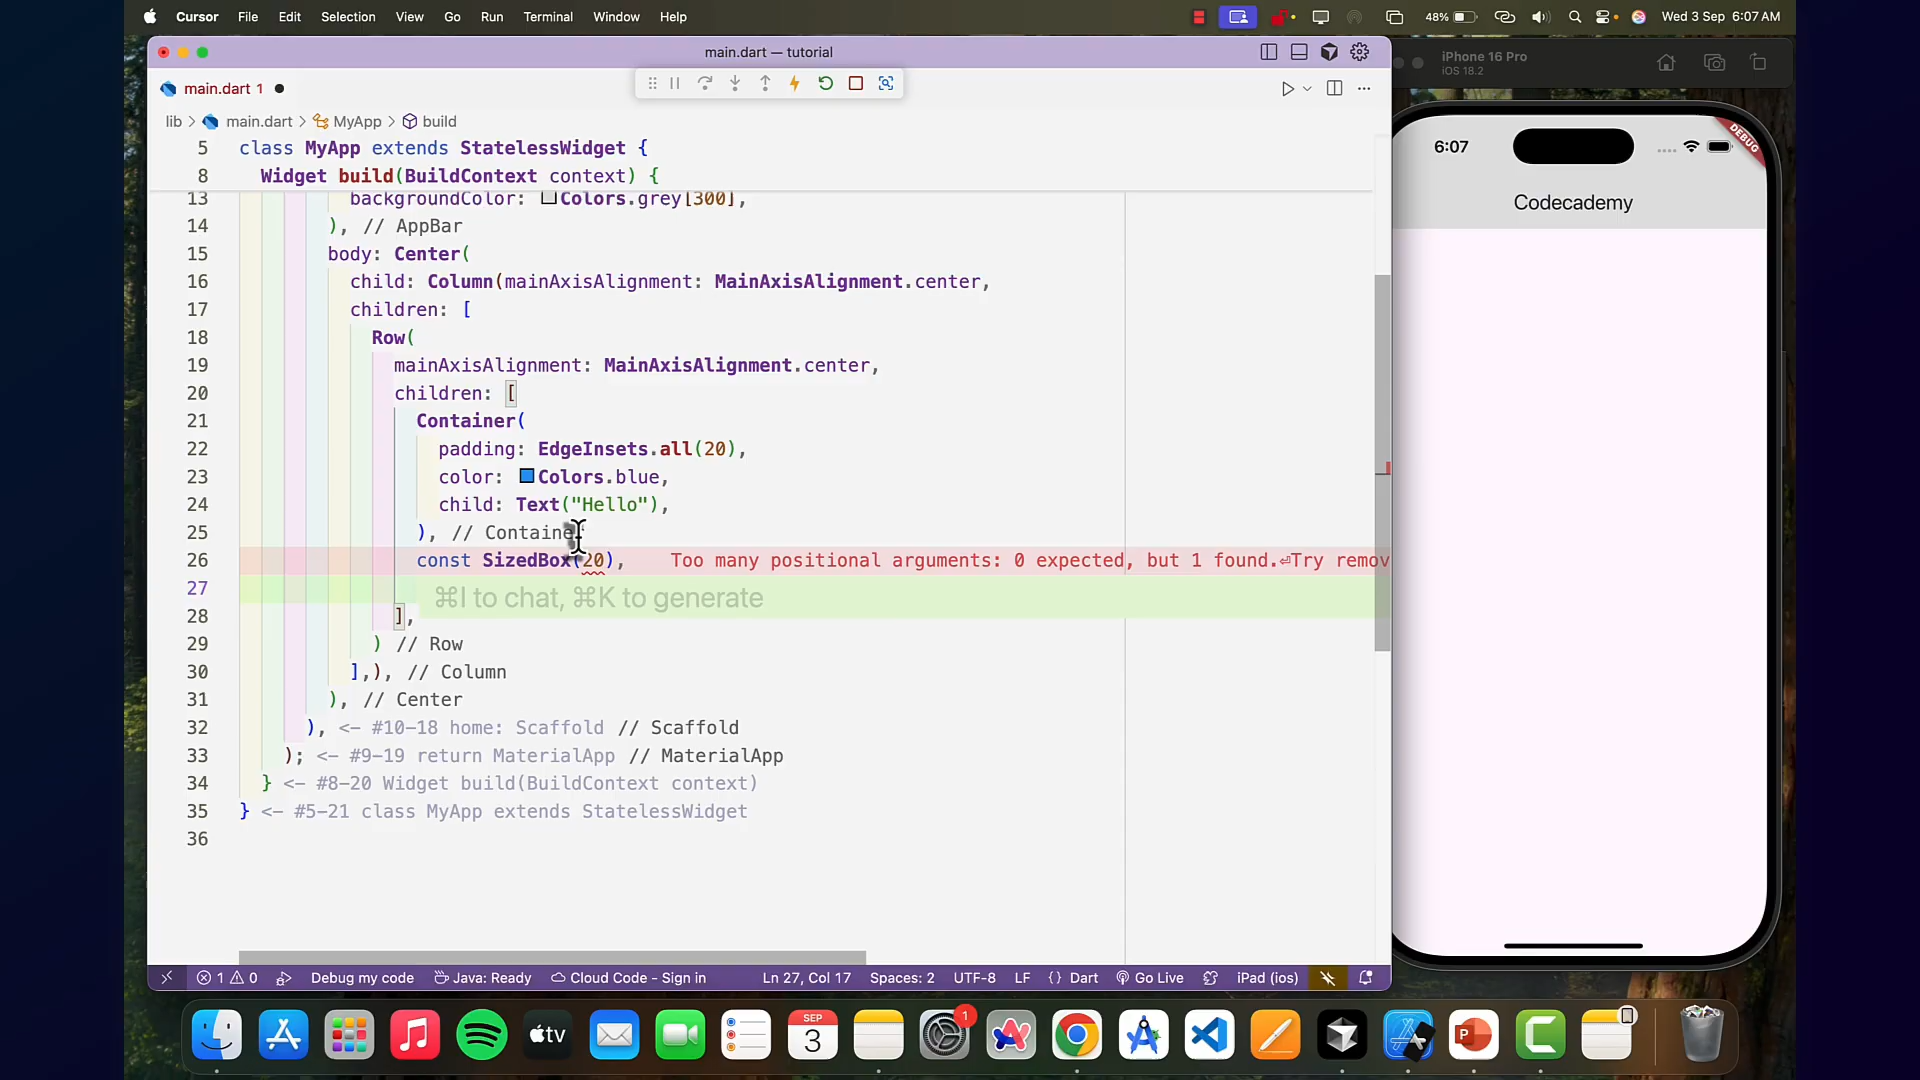 Cursor File Edit Selection View Go Run Terminal Window Help 48% Wed 3 Sep 6:07 AM
main.dart — tutorial
main.dart 1
lib > main.dart > MyApp > build
5 class MyApp extends StatelessWidget {
8 Widget build(BuildContext context) {
13 backgroundColor: Colors.grey[300],
14 ), // AppBar
15 body: Center(
16 child: Column(mainAxisAlignment: MainAxisAlignment.center,
17 children: [
18 Row(
19 mainAxisAlignment: MainAxisAlignment.center,
20 children: [
21 Container(
22 padding: EdgeInsets.all(20),
23 color: Colors.blue,
24 child: Text("Hello"),
25 ), // Container
26 const SizedBox(20), Too many positional arguments: 0 expected, but 1 found.⏎Try remov
27 ⌘I to chat, ⌘K to generate
28 ],
29 ) // Row
30 ],), // Column
31 ), // Center
32 ), <- #10-18 home: Scaffold // Scaffold
33 ); <- #9-19 return MaterialApp // MaterialApp
34 } <- #8-20 Widget build(BuildContext context)
35 } <- #5-21 class MyApp extends StatelessWidget
36
1 0 Debug my code Java: Ready Cloud Code - Sign in Ln 27, Col 17 Spaces: 2 UTF-8 LF {} Dart Go Live iPad (ios)
iPhone 16 Pro
iOS 18.2
6:07
DEBUG
Codecademy
tv
SEP
3
1